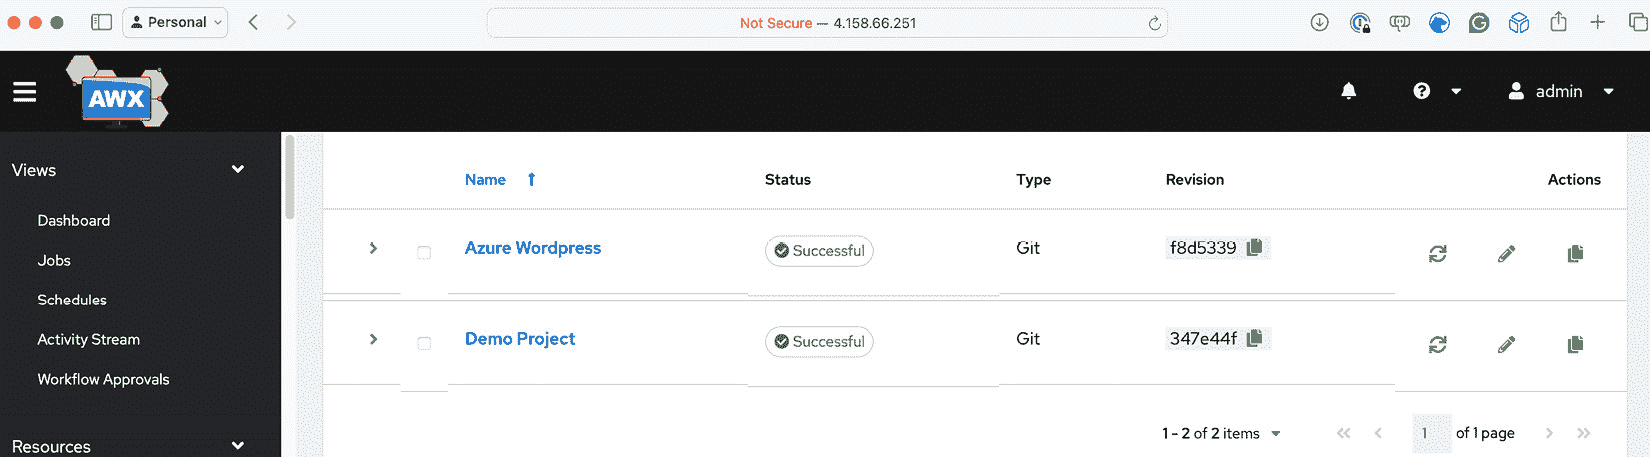 Personal
Not Secure — 4.158.66.251
AWX
admin
Views
Dashboard
Jobs
Schedules
Activity Stream
Workflow Approvals
Resources
Name Status Type Revision Actions
Azure Wordpress Successful Git f8d5339
Demo Project Successful Git 347e44f
1 - 2 of 2 items 1 of 1 page